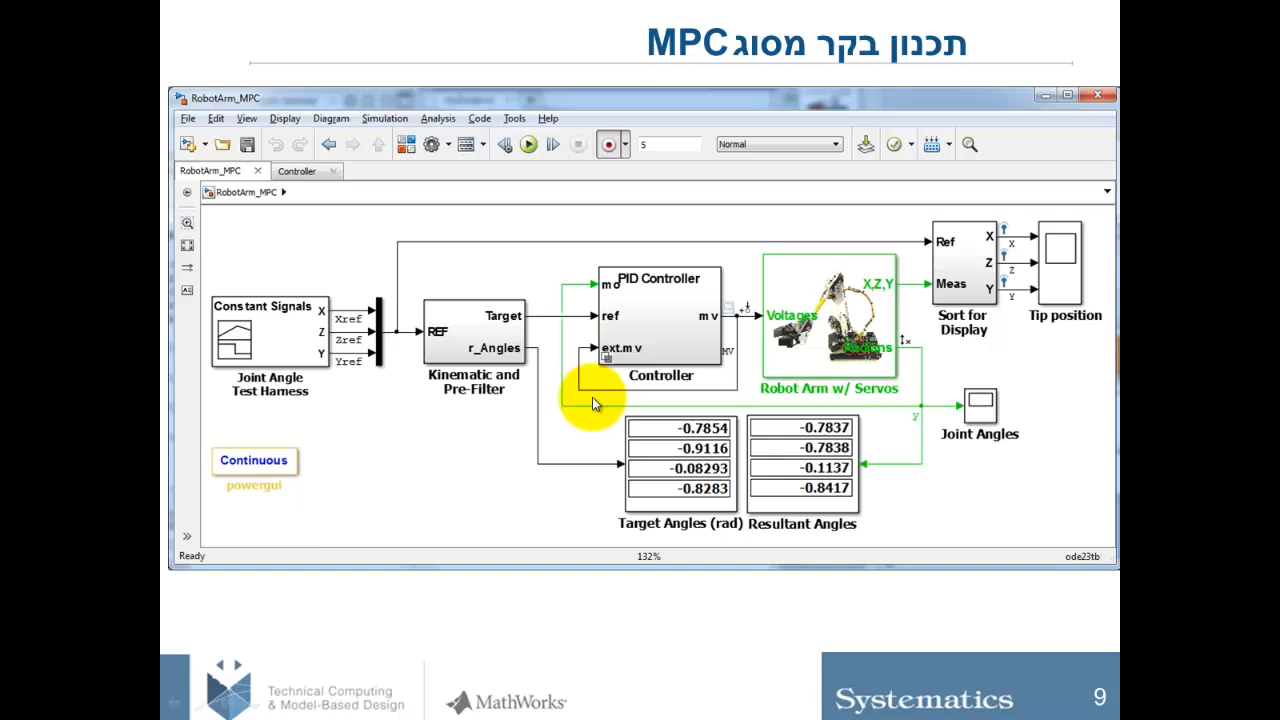 תכנון בקר מסוג MPC
RobotArm_MPC
File Edit View Display Diagram Simulation Analysis Code Tools Help
5 Normal
RobotArm_MPC Controller
RobotArm_MPC
Constant Signals
X
Z
Y
Xref
Zref
Yref
Joint Angle
Test Harness
REF
Target
r_Angles
Kinematic and
Pre-Filter
PID Controller
mo
ref
ext.mv
mv
MV
Controller
Voltages
X,Z,Y
Radians
Robot Arm w/ Servos
Ref
Meas
X
Z
Y
Sort for
Display
X
Z
Y
Tip position
y
Joint Angles
Continuous
powergui
-0.7854
-0.9116
-0.08293
-0.8283
Target Angles (rad)
-0.7837
-0.7838
-0.1137
-0.8417
Resultant Angles
Ready 132% ode23tb
Technical Computing
& Model-Based Design
MathWorks
Systematics
9